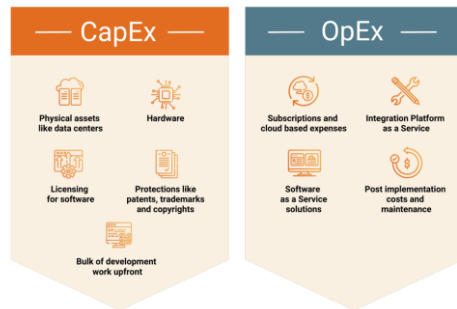 CapEx
OpEx
Physical assets
like data centers
Hardware
Licensing
for software
Protections like
patents, trademarks
and copyrights
Bulk of development
work upfront
Subscriptions and
cloud based expenses
Integration Platform
as a Service
Software
as a Service
solutions
Post implementation
costs and
maintenance